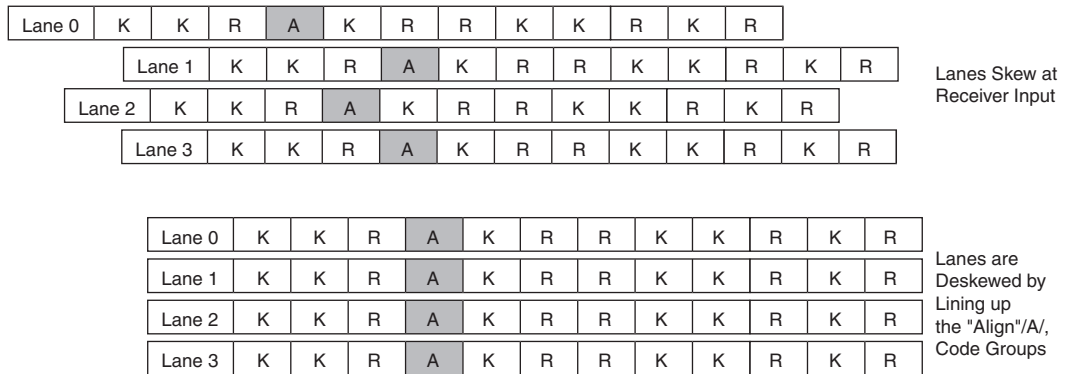 Lane 0 K K R A K R R K K R K R
Lane 1 K K R A K R R K K R K R
Lane 2 K K R A K R R K K R K R
Lane 3 K K R A K R R K K R K R
Lanes Skew at
Receiver Input
Lane 0 K K R A K R R K K R K R
Lane 1 K K R A K R R K K R K R
Lane 2 K K R A K R R K K R K R
Lane 3 K K R A K R R K K R K R
Lanes are
Deskewed by
Lining up
the "Align"/A/,
Code Groups